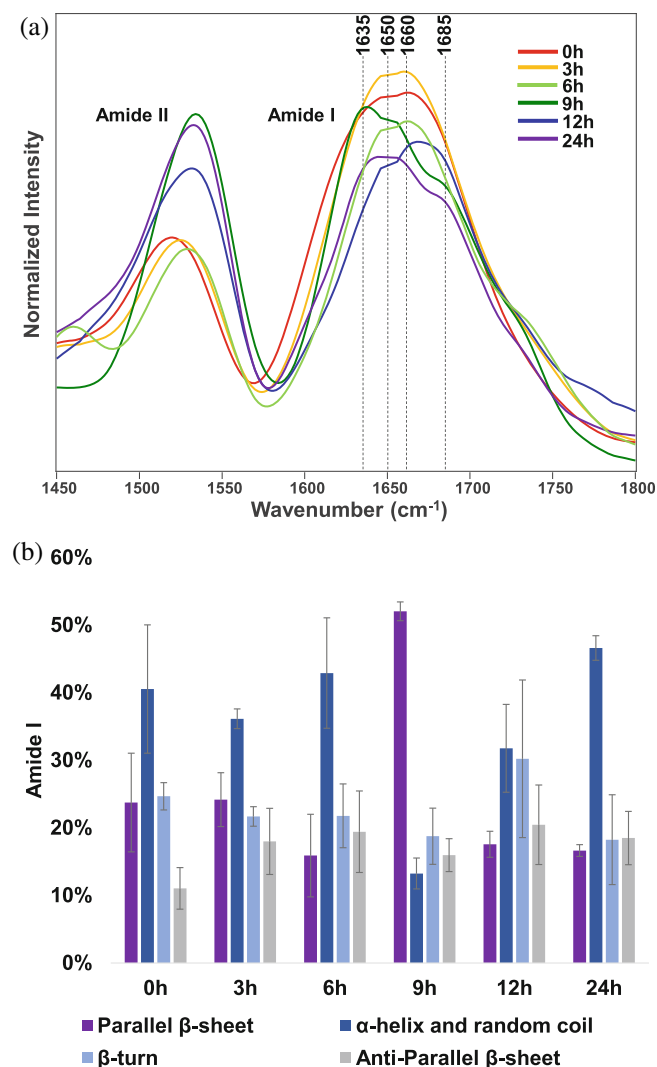 (a)
1635
1650
1660
1685
0h
3h
6h
9h
12h
24h
Amide II
Amide I
Normalized Intensity
1450 1500 1550 1600 1650 1700 1750 1800
Wavenumber (cm⁻¹)
(b)
60%
50%
40%
30%
20%
10%
0%
Amide I
0h 3h 6h 9h 12h 24h
Parallel β-sheet
α-helix and random coil
β-turn
Anti-Parallel β-sheet